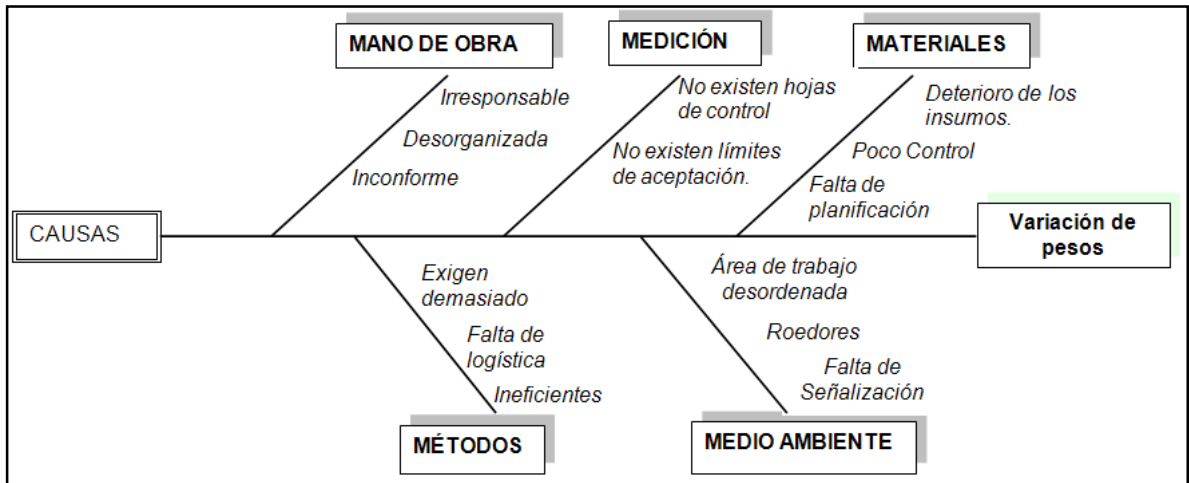 MANO DE OBRA
MEDICIÓN
MATERIALES
Irresponsable
Desorganizada
Inconforme
No existen hojas
de control
No existen límites
de aceptación.
Deterioro de los
insumos.
Poco Control
Falta de
planificación
CAUSAS
Variación de
pesos
Exigen
demasiado
Falta de
logística
Ineficientes
Área de trabajo
desordenada
Roedores
Falta de
Señalización
MÉTODOS
MEDIO AMBIENTE